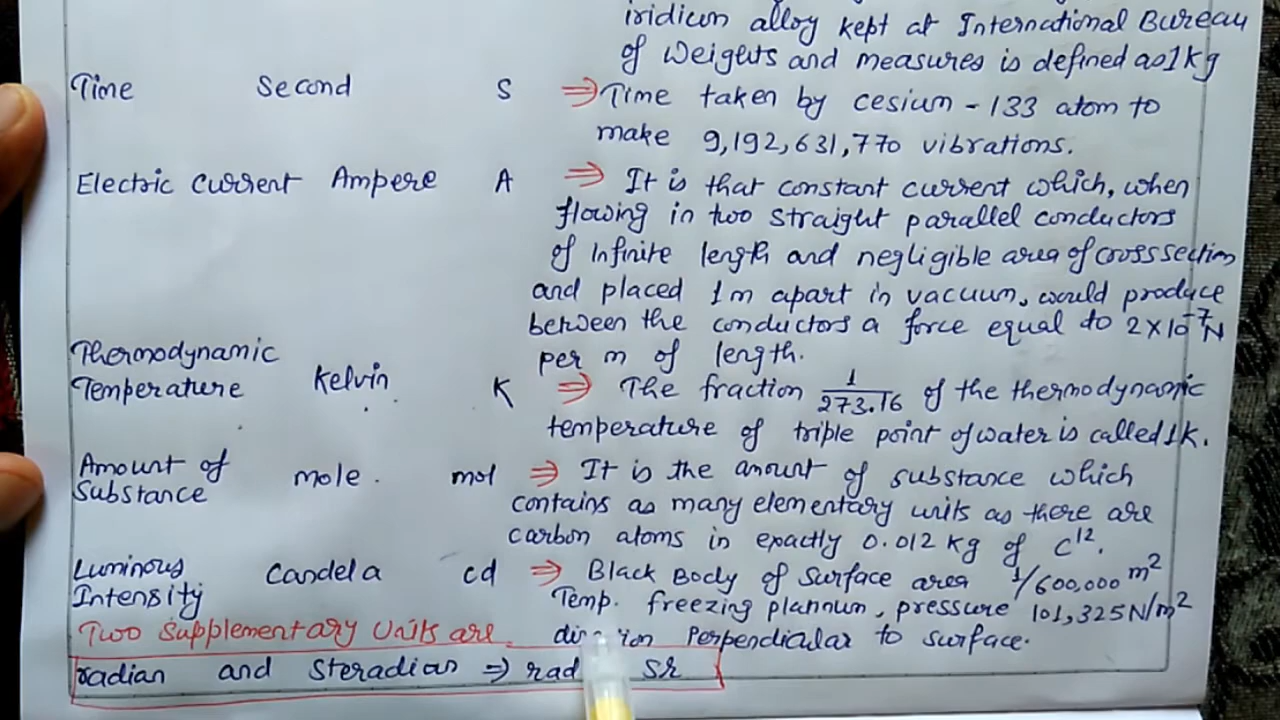 iridium alloy kept at International Bureau
of Weights and measures is defined as 1 kg
Time Second S ⇒ Time taken by cesium - 133 atom to
make 9,192,631,770 vibrations.
Electric Current Ampere A ⇒ It is that constant current which, when
flowing in two straight parallel conductors
of Infinite length and negligible area of cross section
and placed 1m apart in vacuum, would produce
between the conductors a force equal to 2×10⁻⁷N
per m of length.
Thermodynamic
Temperature Kelvin K ⇒ The fraction 1/273.16 of the thermodynamic
temperature of triple point of water is called 1K.
Amount of
Substance mole. mol ⇒ It is the amount of substance which
contains as many elementary units as there are
carbon atoms in exactly 0.012 kg of C¹².
Luminous
Intensity Candela cd ⇒ Black Body of surface area 1/600,000 m²
Temp. freezing plannum, pressure 101,325 N/m²
Perpendicular to surface.
Two Supplementary Units are
radian and Steradian ⇒ rad sr